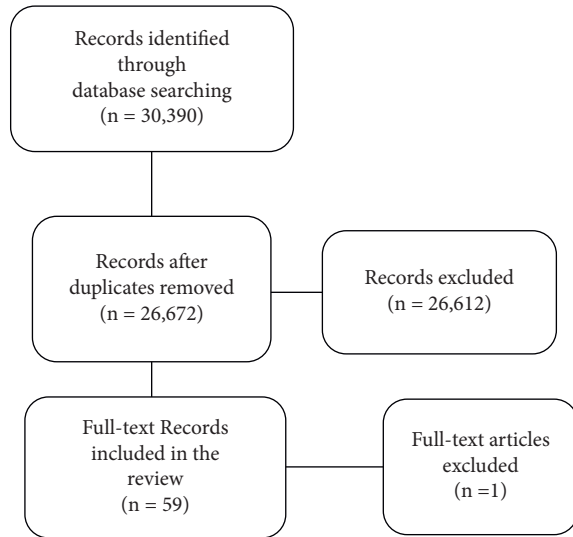 Records identified
through
database searching
(n = 30,390)
Records after
duplicates removed
(n = 26,672)
Records excluded
(n = 26,612)
Full-text Records
included in the
review
(n = 59)
Full-text articles
excluded
(n =1)